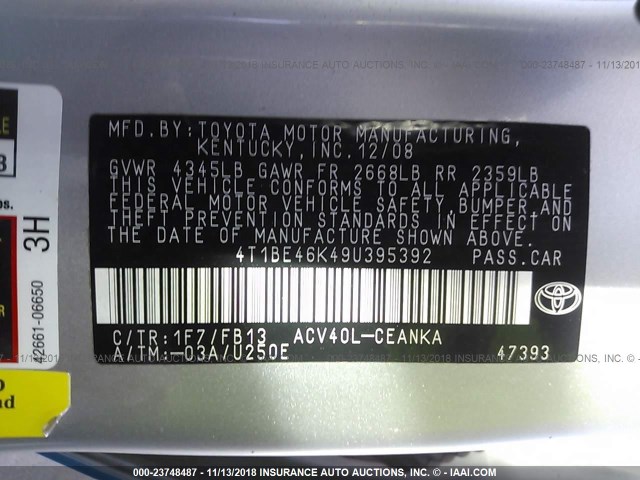 MFD. BY: TOYOTA MOTOR MANUFACTURING,
KENTUCKY, INC. 12/08
GVWR 4345LB GAWR FR 2668LB RR 2359LB
THIS VEHICLE CONFORMS TO ALL APPLICABLE
FEDERAL MOTOR VEHICLE SAFETY, BUMPER, AND
THEFT PREVENTION STANDARDS IN EFFECT ON
THE DATE OF MANUFACTURE SHOWN ABOVE.
4T1BE46K49U395392 PASS.CAR
C/TR: 1F7/FB13 ACV40L-CEANKA
A/TM: -03A/U250E 47393
3H
42661-06650
000-23748487 - 11/13/2018 INSURANCE AUTO AUCTIONS INC. © - IAAI.COM